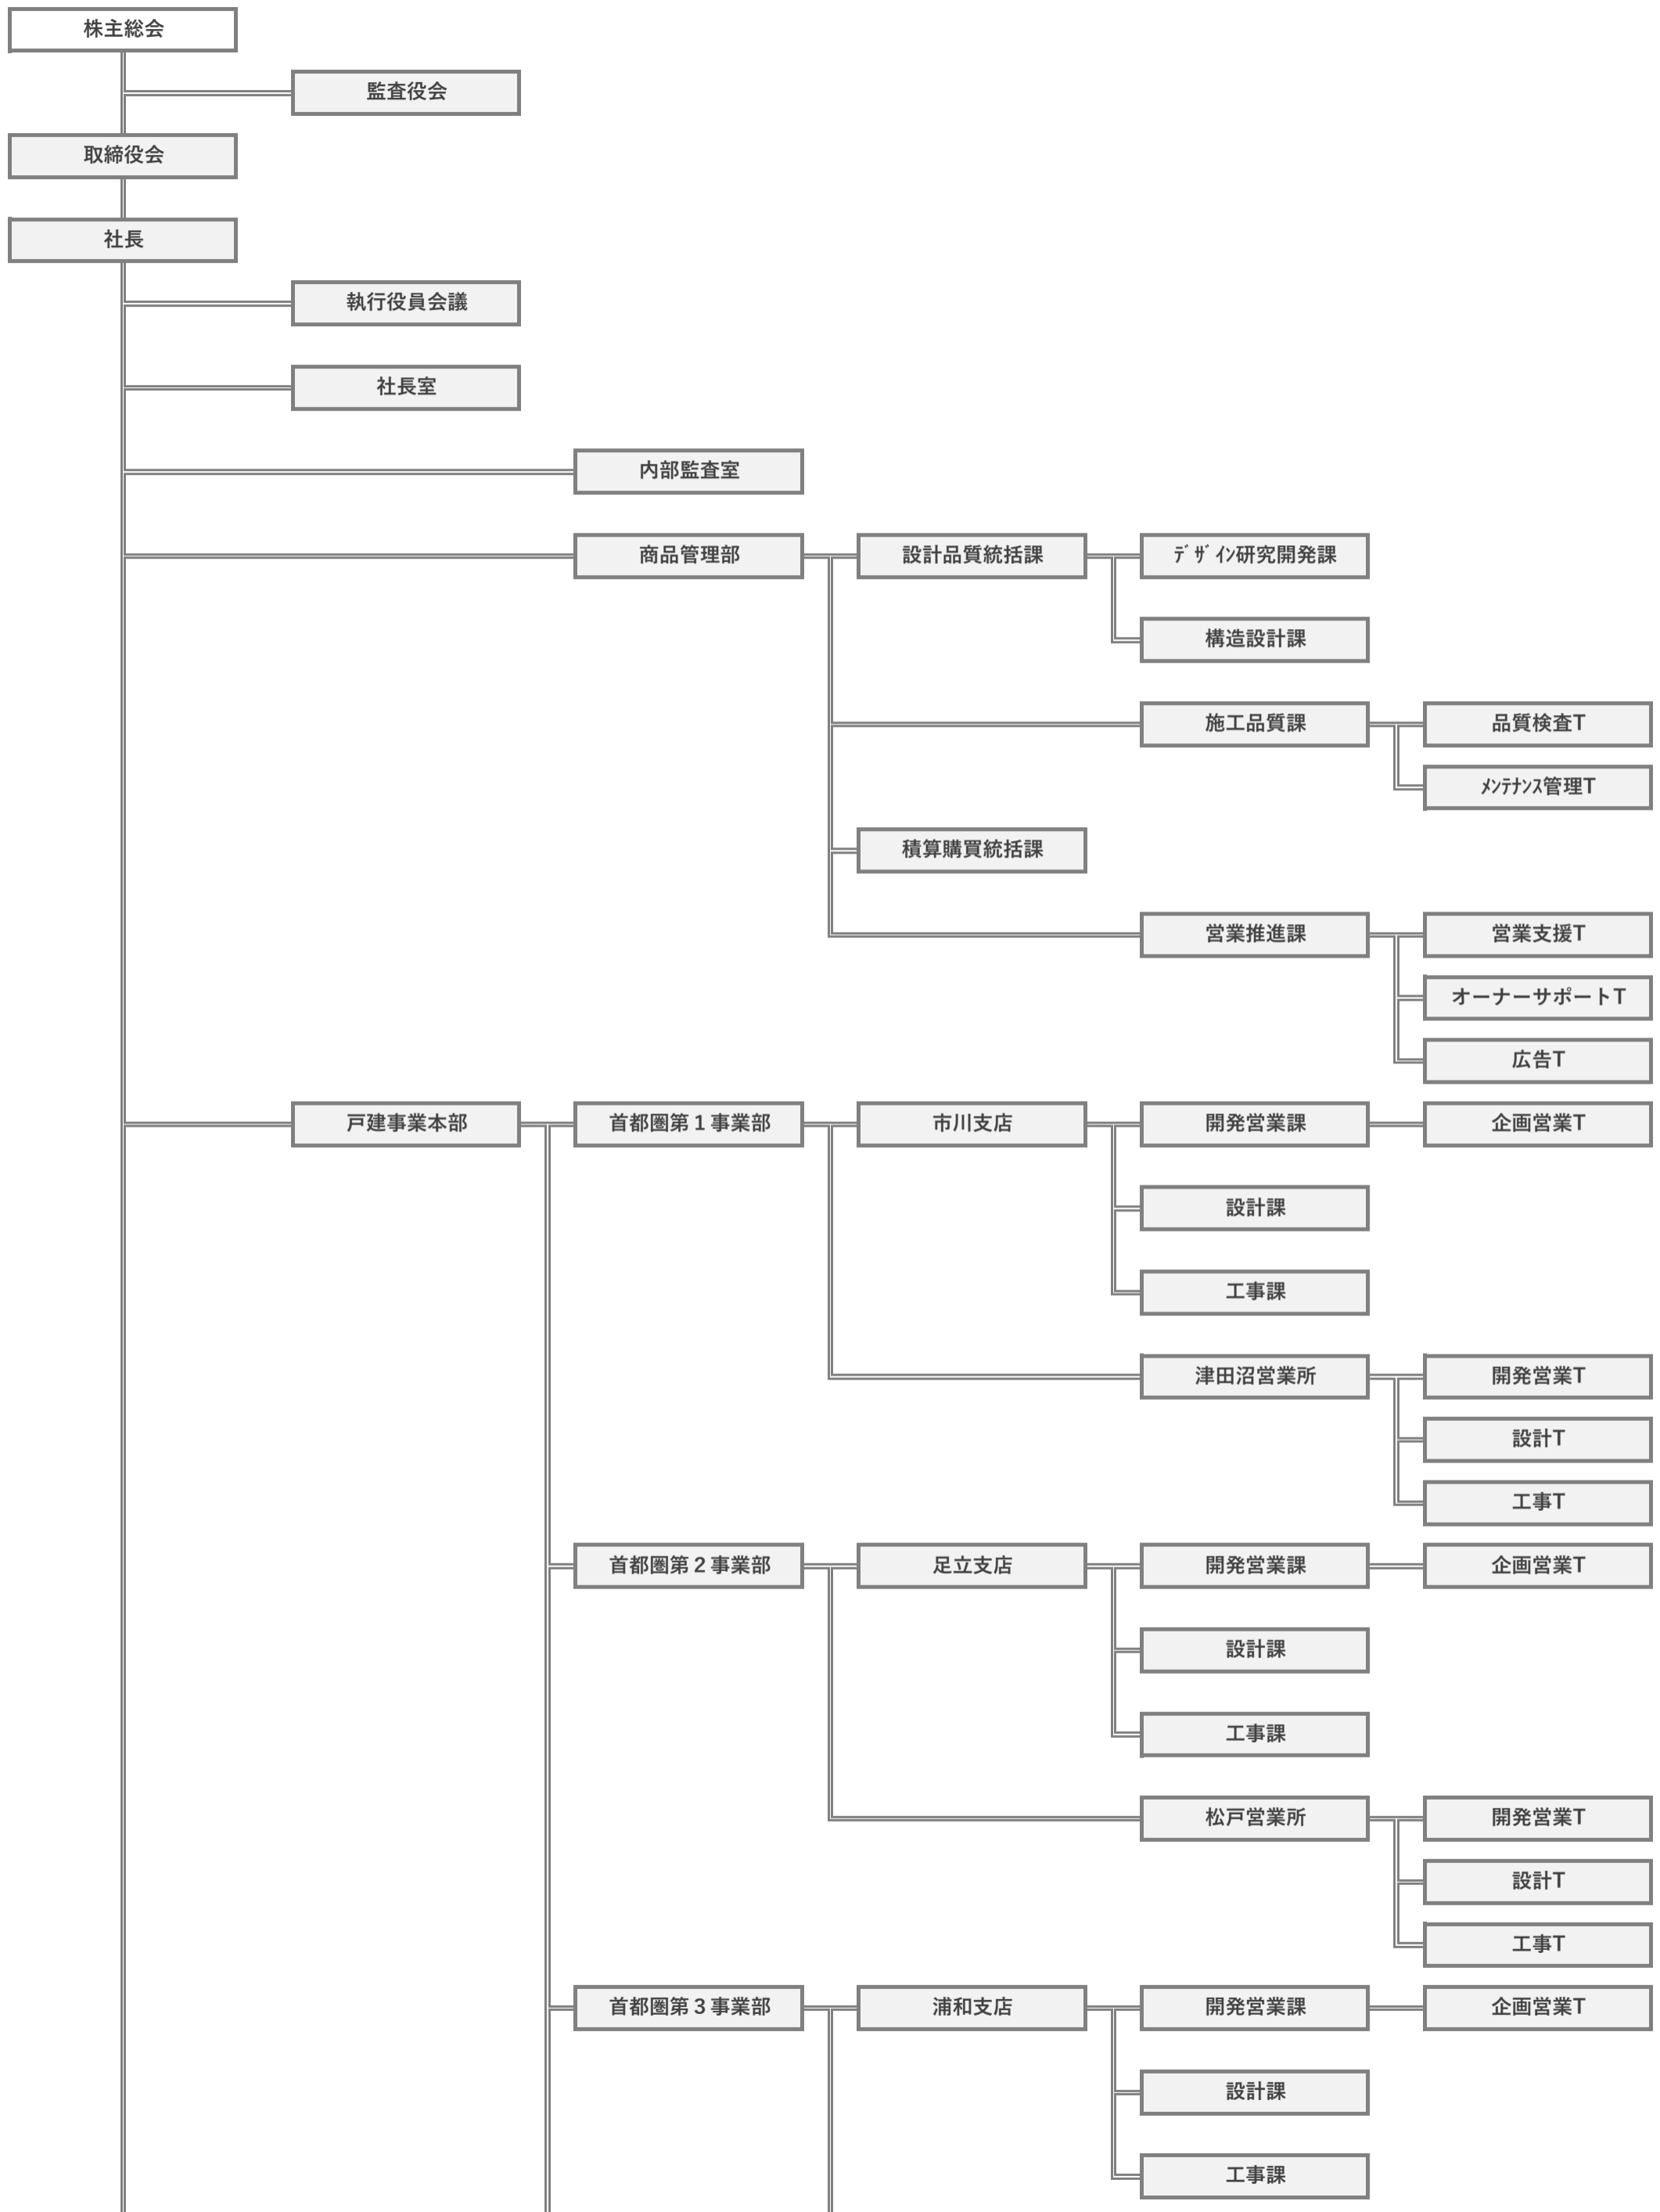 株主総会
監査役会
取締役会
社長
執行役員会議
社長室
内部監査室
商品管理部
設計品質統括課
ﾃﾞｻﾞｲﾝ研究開発課
構造設計課
施工品質課
品質検査T
ﾒﾝﾃﾅﾝｽ管理T
積算購買統括課
営業推進課
営業支援T
オーナーサポートT
広告T
戸建事業本部
首都圏第１事業部
市川支店
開発営業課
企画営業T
設計課
工事課
津田沼営業所
開発営業T
設計T
工事T
首都圏第２事業部
足立支店
開発営業課
企画営業T
設計課
工事課
松戸営業所
開発営業T
設計T
工事T
首都圏第３事業部
浦和支店
開発営業課
企画営業T
設計課
工事課